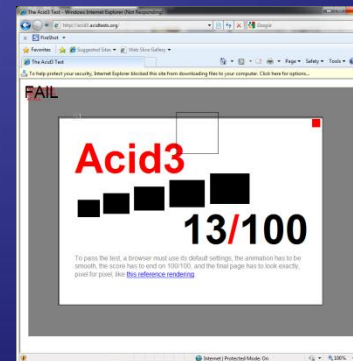 The Acid3 Test - Windows Internet Explorer (Not Responding)
http://acid3.acidtests.org/
Google
x FireShot
Favorites Suggested Sites Web Slice Gallery
The Acid3 Test
Page Safety Tools
To help protect your security, Internet Explorer blocked this site from downloading files to your computer. Click here for options...
FAIL
Acid3
13/100
To pass the test, a browser must use its default settings, the animation has to be
smooth, the score has to end on 100/100, and the final page has to look exactly,
pixel for pixel, like this reference rendering.
Internet | Protected Mode: On
100%